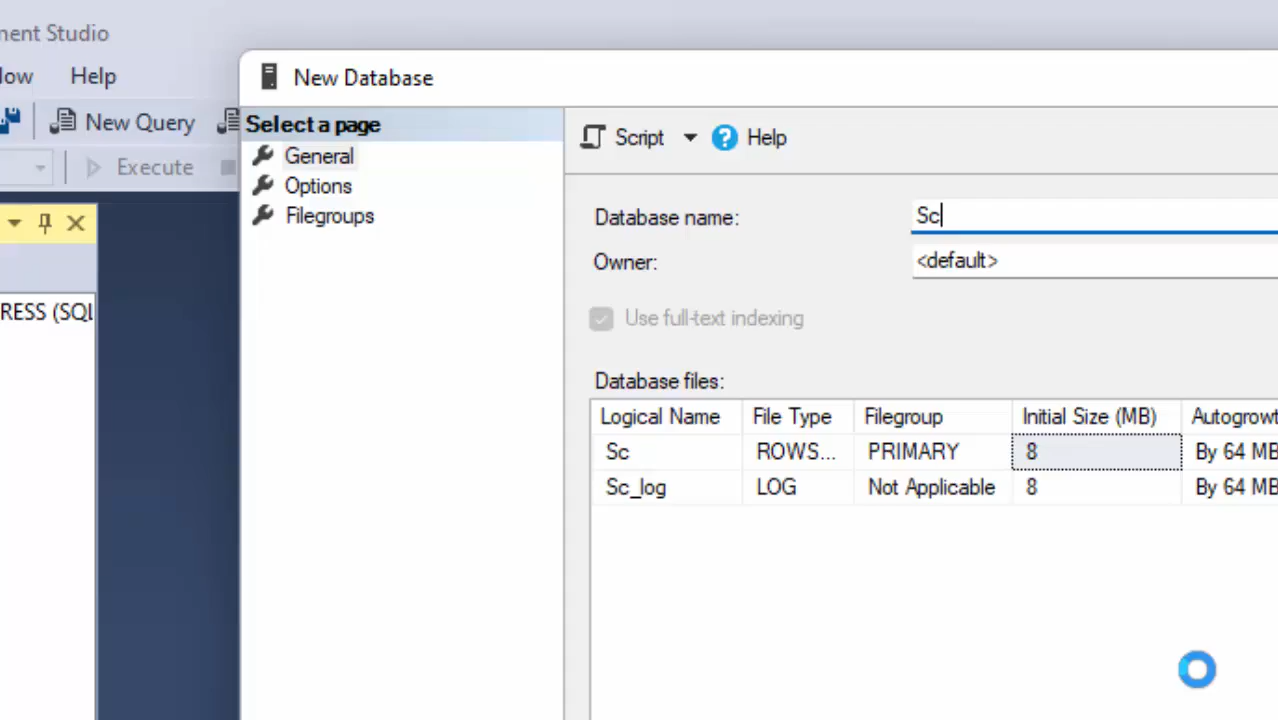 nent Studio
low Help
New Query
Execute
RESS (SQL
New Database
Select a page
General
Options
Filegroups
Script Help
Database name: Sc
Owner: <default>
Use full-text indexing
Database files:
Logical Name File Type Filegroup Initial Size (MB) Autogrowt
Sc ROWS... PRIMARY 8 By 64 MB
Sc_log LOG Not Applicable 8 By 64 MB